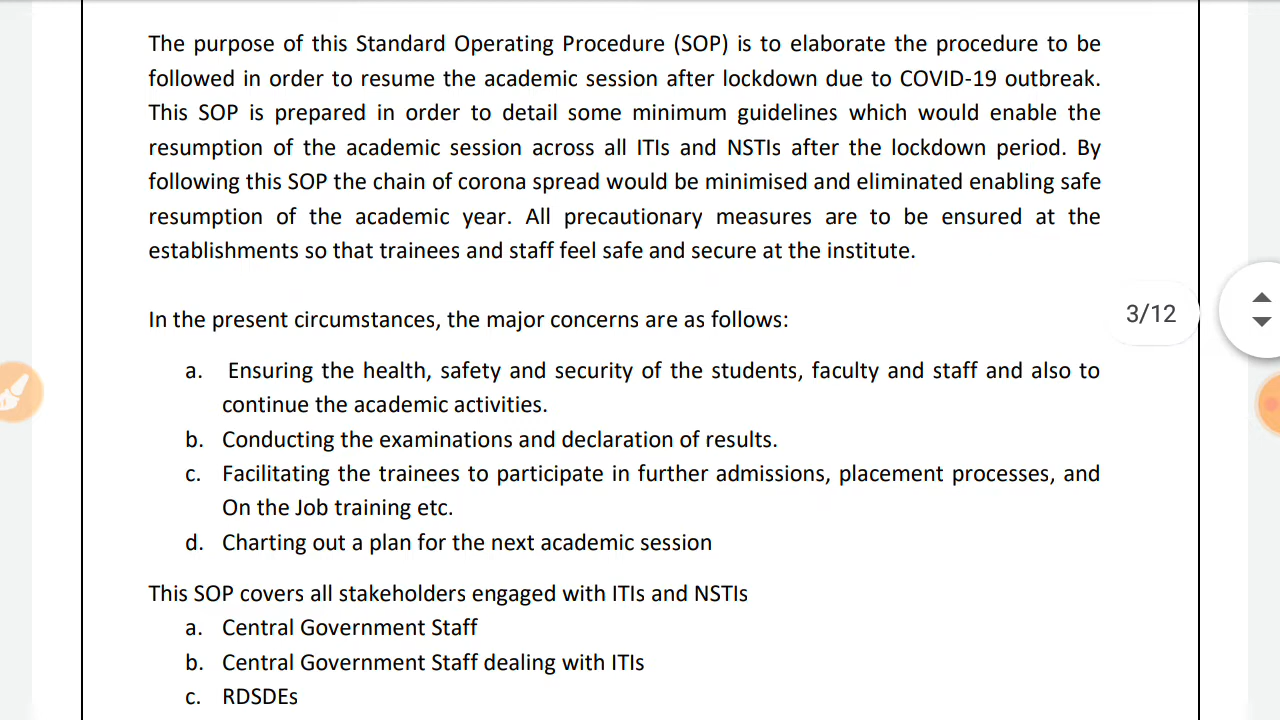 The purpose of this Standard Operating Procedure (SOP) is to elaborate the procedure to be
followed in order to resume the academic session after lockdown due to COVID-19 outbreak.
This SOP is prepared in order to detail some minimum guidelines which would enable the
resumption of the academic session across all ITIs and NSTIs after the lockdown period. By
following this SOP the chain of corona spread would be minimised and eliminated enabling safe
resumption of the academic year. All precautionary measures are to be ensured at the
establishments so that trainees and staff feel safe and secure at the institute.
In the present circumstances, the major concerns are as follows:
3/12
a. Ensuring the health, safety and security of the students, faculty and staff and also to
continue the academic activities.
b. Conducting the examinations and declaration of results.
c. Facilitating the trainees to participate in further admissions, placement processes, and
On the Job training etc.
d. Charting out a plan for the next academic session
This SOP covers all stakeholders engaged with ITIs and NSTIs
a. Central Government Staff
b. Central Government Staff dealing with ITIs
c. RDSDEs